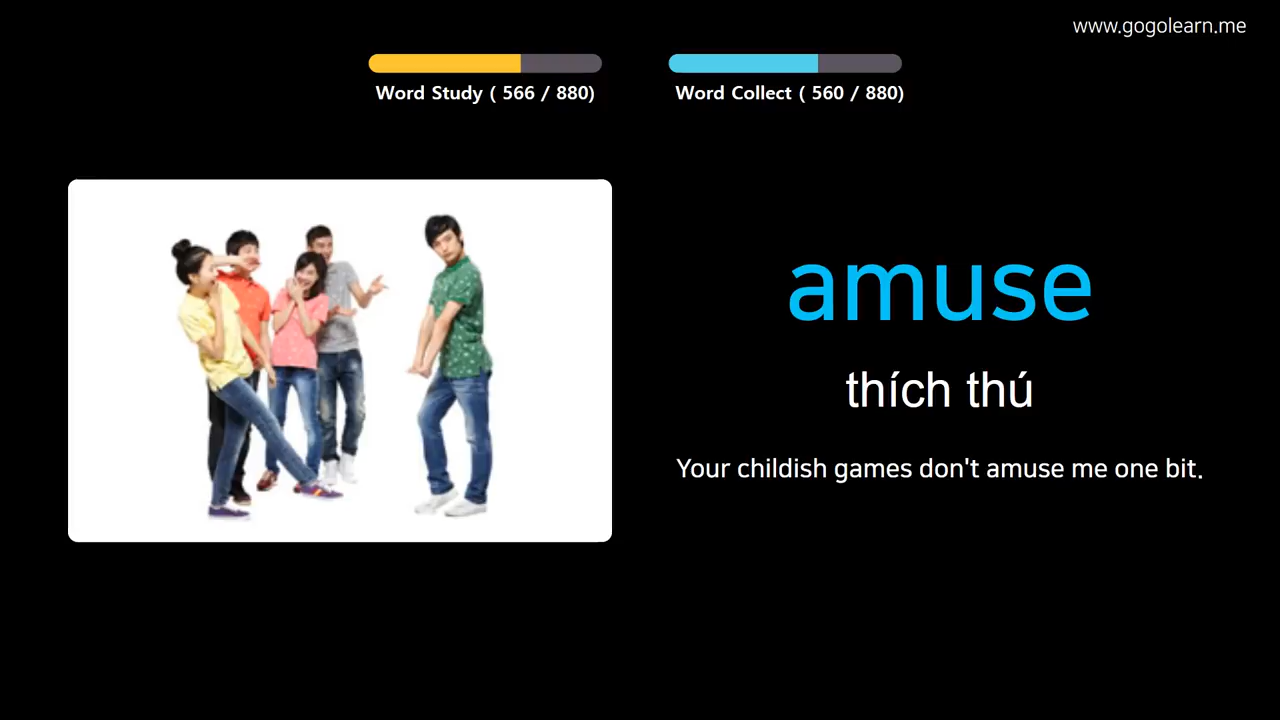 www.gogolearn.me
Word Study ( 566 / 880)
Word Collect ( 560 / 880)
amuse
thích thú
Your childish games don't amuse me one bit.